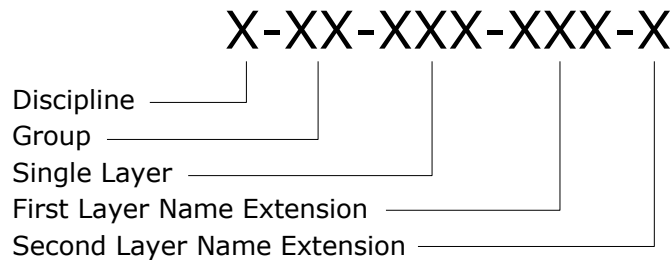 X-XX-XXX-XXX-X
Discipline
Group
Single Layer
First Layer Name Extension
Second Layer Name Extension